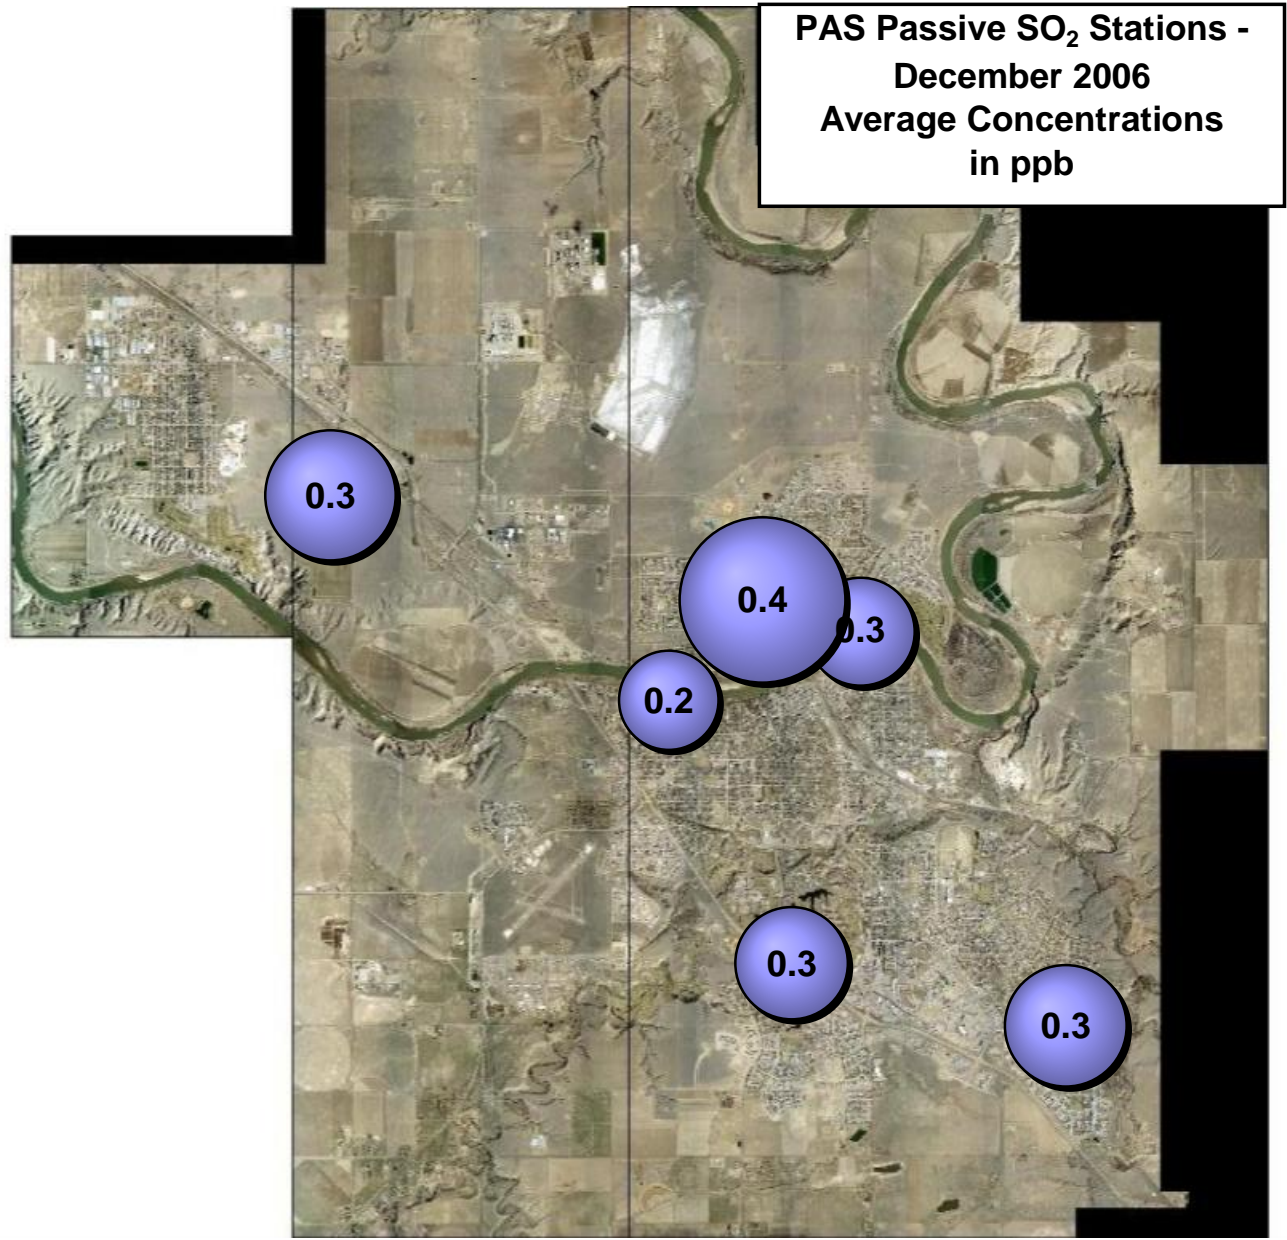 PAS Passive SO₂ Stations -
December 2006
Average Concentrations
in ppb
0.3
0.4
0.3
0.2
0.3
0.3